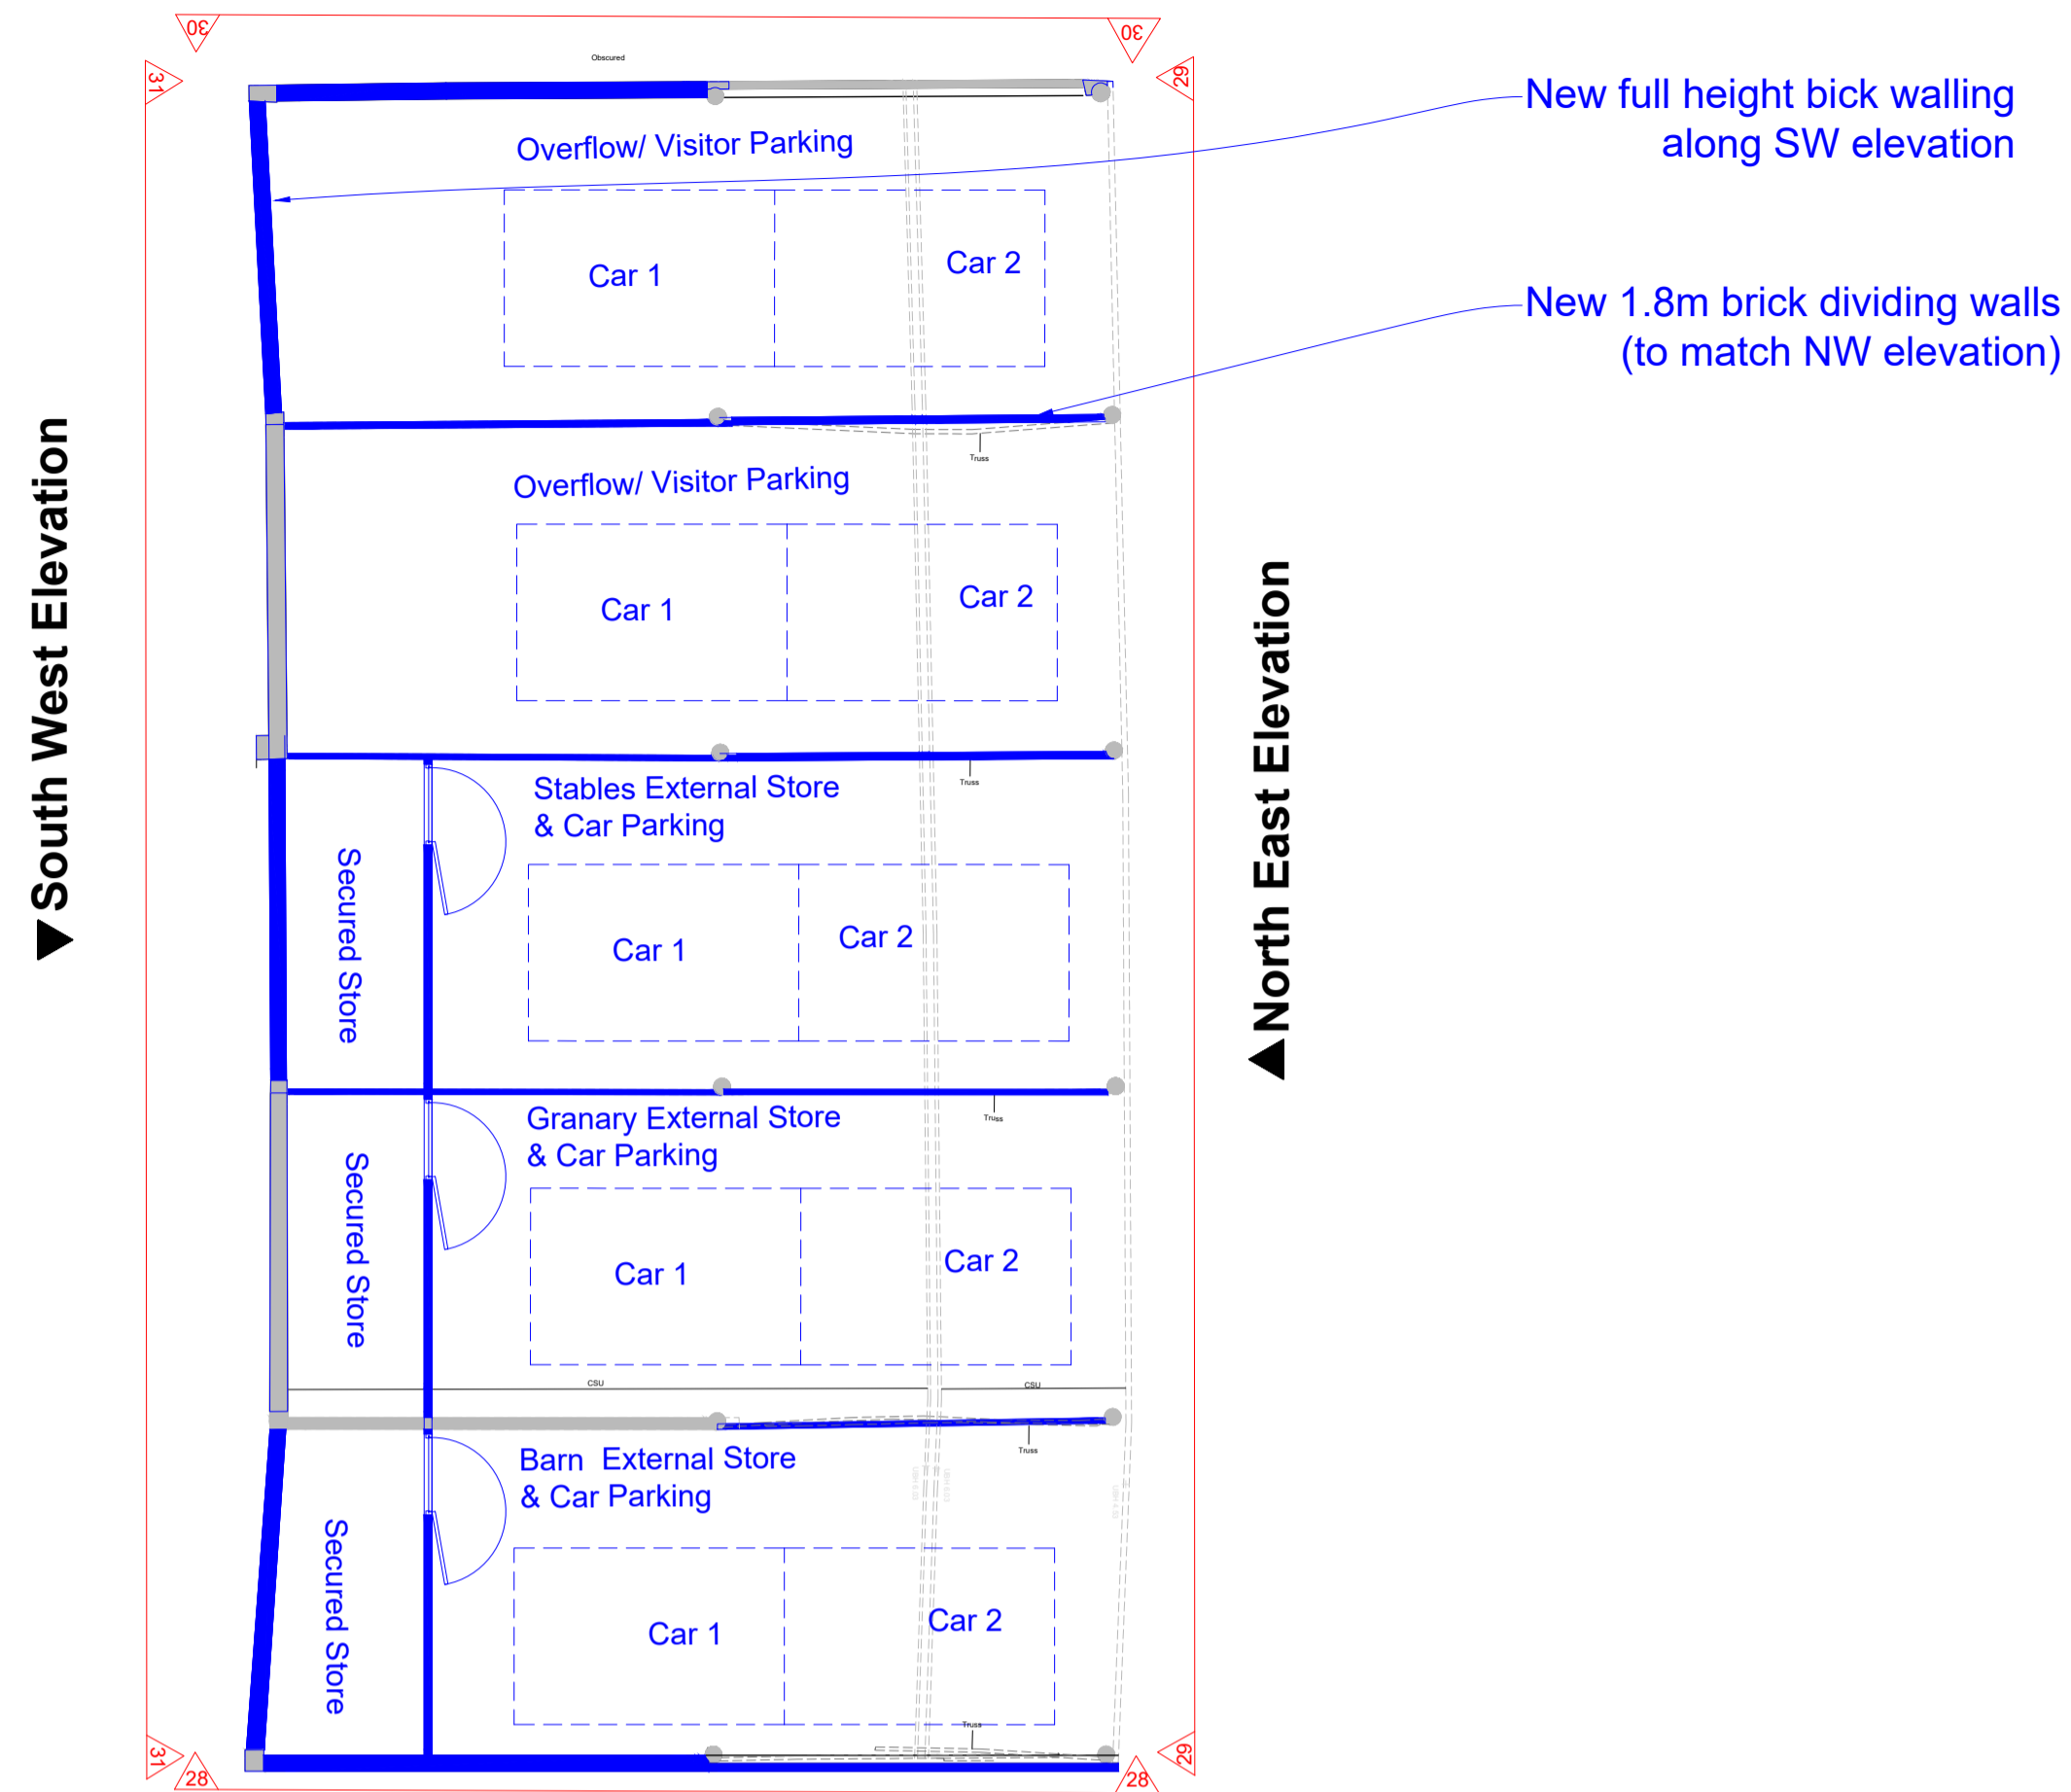 30
30
31
29
Obscured
New full height bick walling
along SW elevation
Overflow/ Visitor Parking
Car 1
Car 2
New 1.8m brick dividing walls
(to match NW elevation)
Truss
Overflow/ Visitor Parking
Car 1
Car 2
South West Elevation
North East Elevation
Truss
Stables External Store
& Car Parking
Secured Store
Car 1
Car 2
Truss
Granary External Store
& Car Parking
Secured Store
Car 1
Car 2
CSU
CSU
Truss
Barn External Store
& Car Parking
Secured Store
Car 1
Car 2
Truss
31
29
28
28